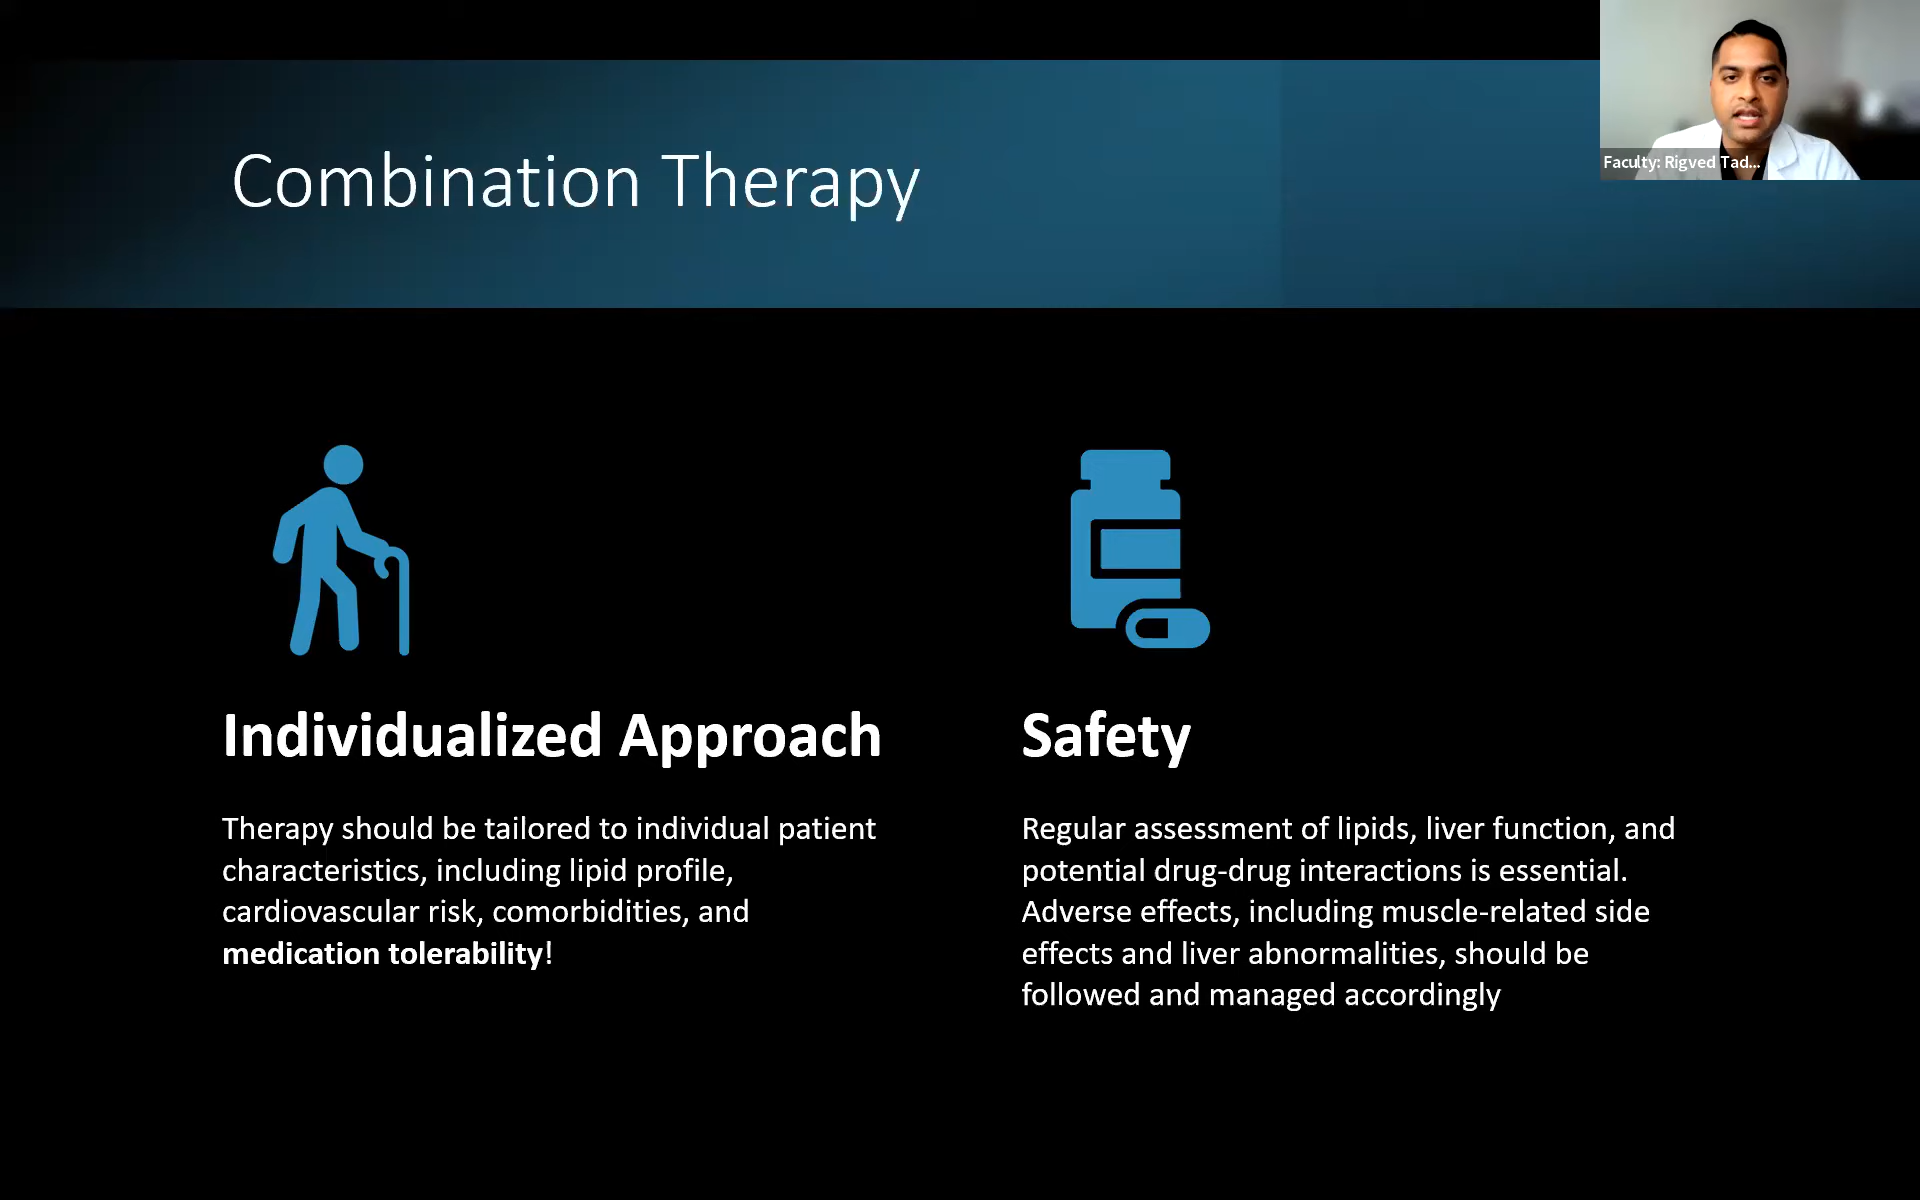 Combination Therapy
Faculty: Rigved Tad...
Individualized Approach
Therapy should be tailored to individual patient
characteristics, including lipid profile,
cardiovascular risk, comorbidities, and
medication tolerability!
Safety
Regular assessment of lipids, liver function, and
potential drug-drug interactions is essential.
Adverse effects, including muscle-related side
effects and liver abnormalities, should be
followed and managed accordingly